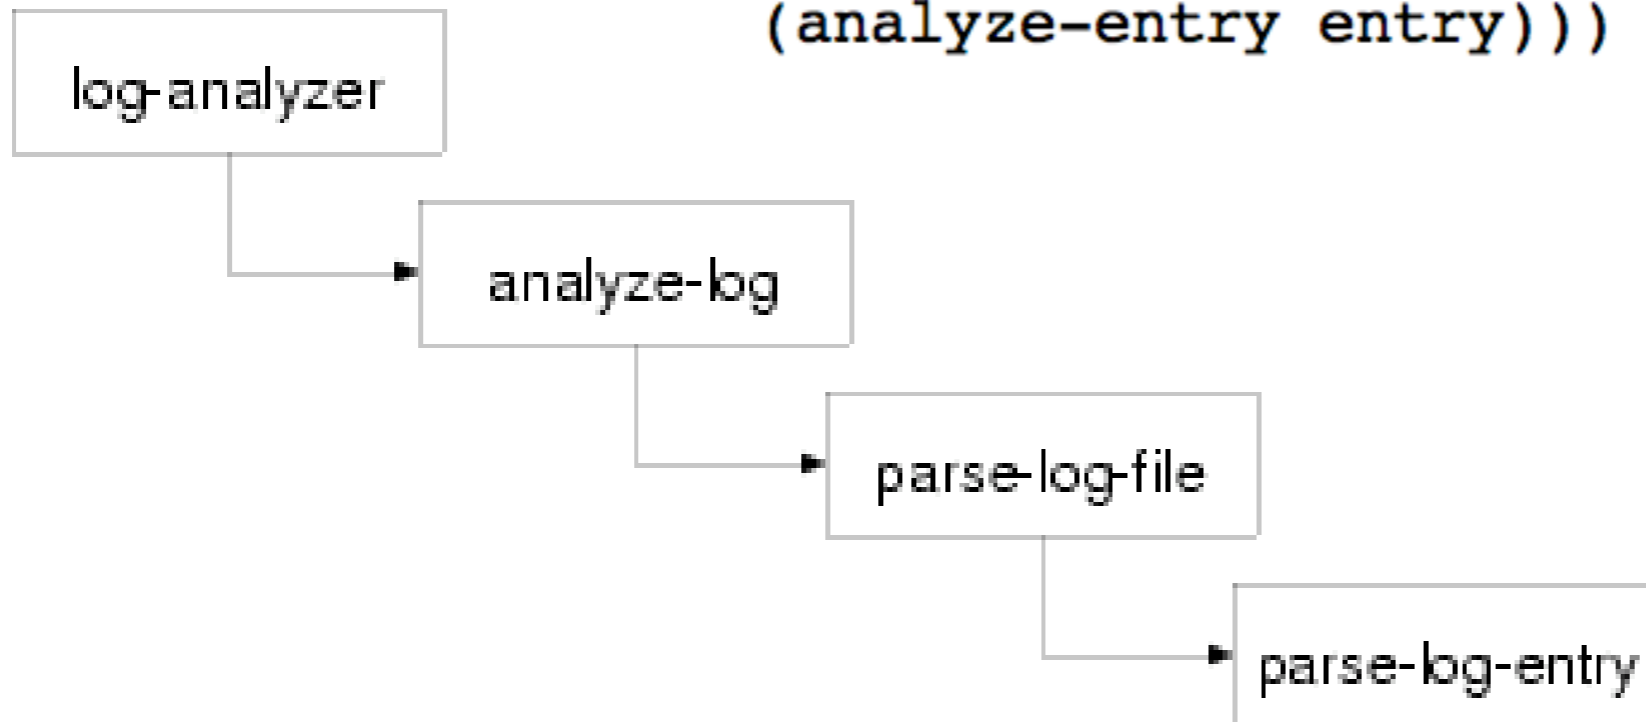 (analyze-entry entry)))
log-analyzer
analyze-log
parse-log-file
parse-log-entry